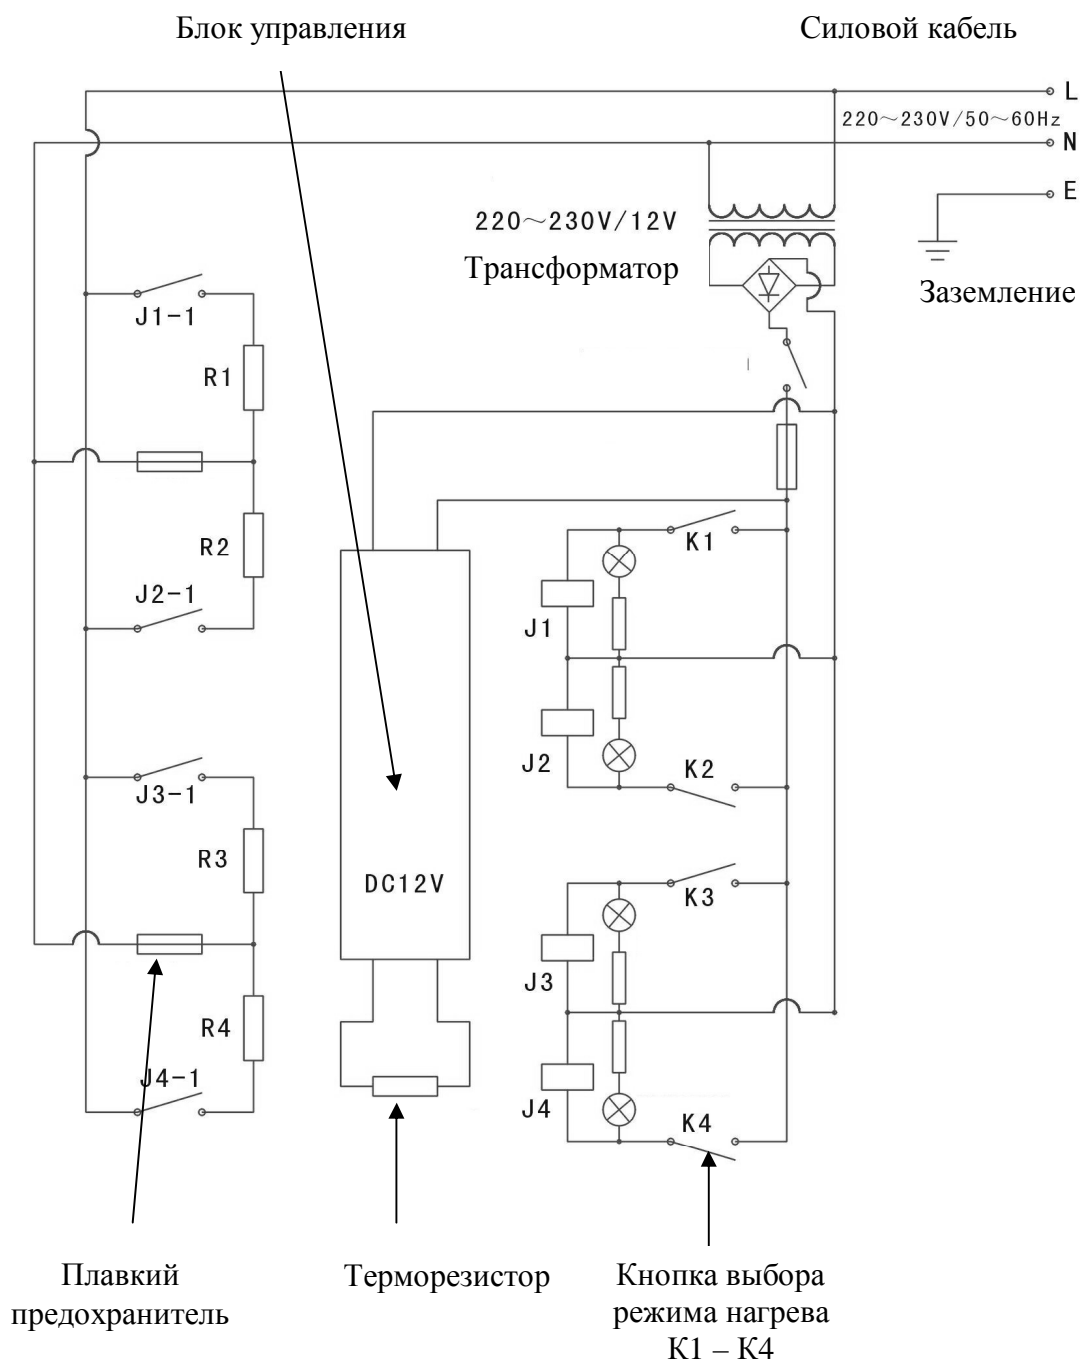 Блок управления
Силовой кабель
L
220～230V/50～60Hz
N
E
220～230V/12V
Трансформатор
Заземление
J1-1
R1
R2
K1
J2-1
J1
J2
K2
J3-1
R3
DC12V
K3
J3
R4
J4-1
J4
K4
Плавкий
предохранитель
Терморезистор
Кнопка выбора
режима нагрева
К1 – К4